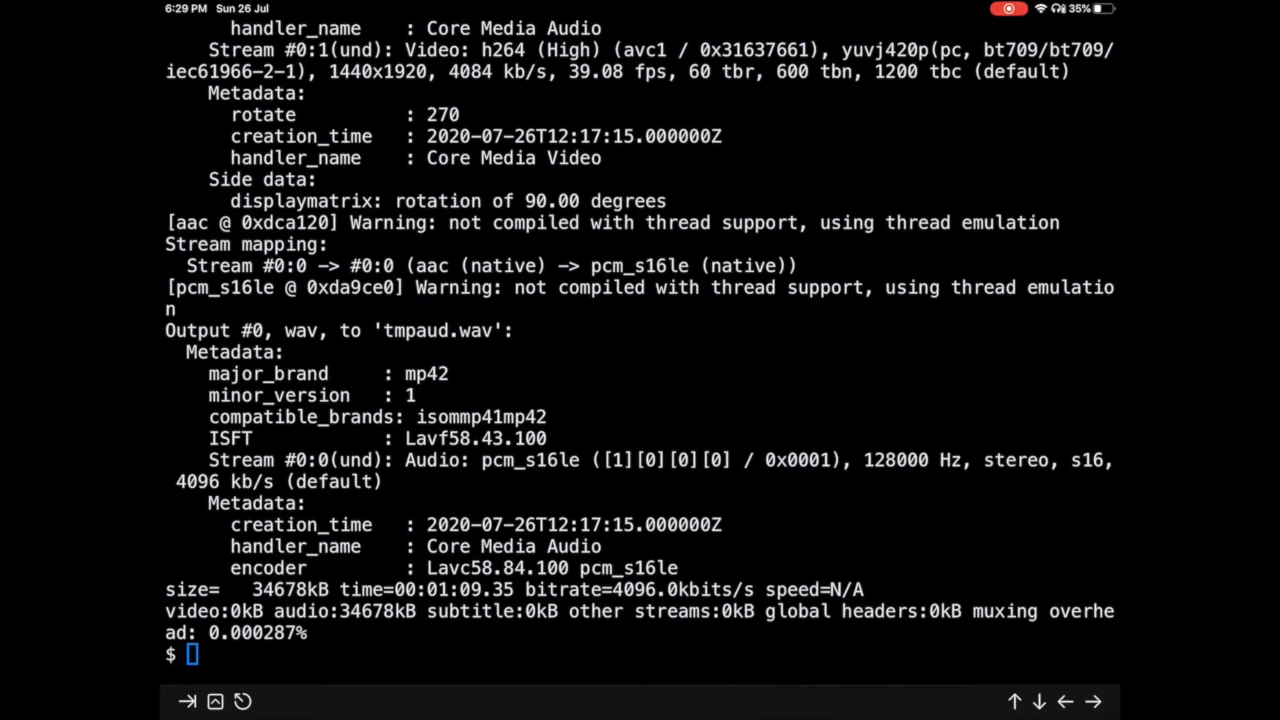 6:29 PM Sun 26 Jul 35%
handler_name : Core Media Audio
Stream #0:1(und): Video: h264 (High) (avc1 / 0x31637661), yuvj420p(pc, bt709/bt709/
iec61966-2-1), 1440x1920, 4084 kb/s, 39.08 fps, 60 tbr, 600 tbn, 1200 tbc (default)
Metadata:
rotate : 270
creation_time : 2020-07-26T12:17:15.000000Z
handler_name : Core Media Video
Side data:
displaymatrix: rotation of 90.00 degrees
[aac @ 0xdca120] Warning: not compiled with thread support, using thread emulation
Stream mapping:
Stream #0:0 -> #0:0 (aac (native) -> pcm_s16le (native))
[pcm_s16le @ 0xda9ce0] Warning: not compiled with thread support, using thread emulatio
n
Output #0, wav, to 'tmpaud.wav':
Metadata:
major_brand : mp42
minor_version : 1
compatible_brands: isommp41mp42
ISFT : Lavf58.43.100
Stream #0:0(und): Audio: pcm_s16le ([1][0][0][0] / 0x0001), 128000 Hz, stereo, s16,
4096 kb/s (default)
Metadata:
creation_time : 2020-07-26T12:17:15.000000Z
handler_name : Core Media Audio
encoder : Lavc58.84.100 pcm_s16le
size= 34678kB time=00:01:09.35 bitrate=4096.0kbits/s speed=N/A
video:0kB audio:34678kB subtitle:0kB other streams:0kB global headers:0kB muxing overhe
ad: 0.000287%
$